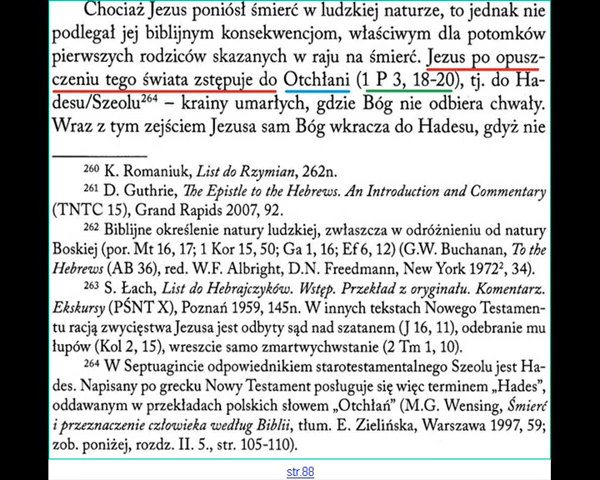 Chociaż Jezus poniósł śmierć w ludzkiej naturze, to jednak nie
podlegał jej biblijnym konsekwencjom, właściwym dla potomków
pierwszych rodziców skazanych w raju na śmierć. Jezus po opusz-
czeniu tego świata zstępuje do Otchłani (1 P 3, 18-20), tj. do Ha-
desu/Szeolu²⁶⁴ – krainy umarłych, gdzie Bóg nie odbiera chwały.
Wraz z tym zejściem Jezusa sam Bóg wkracza do Hadesu, gdyż nie
²⁶⁰ K. Romaniuk, List do Rzymian, 262n.
²⁶¹ D. Guthrie, The Epistle to the Hebrews. An Introduction and Commentary
(TNTC 15), Grand Rapids 2007, 92.
²⁶² Biblijne określenie natury ludzkiej, zwłaszcza w odróżnieniu od natury
Boskiej (por. Mt 16, 17; 1 Kor 15, 50; Ga 1, 16; Ef 6, 12) (G.W. Buchanan, To the
Hebrews (AB 36), red. W.F. Albright, D.N. Freedmann, New York 1972², 34).
²⁶³ S. Łach, List do Hebrajczyków. Wstęp. Przekład z oryginału. Komentarz.
Ekskursy (PŚNT X), Poznań 1959, 145n. W innych tekstach Nowego Testamen-
tu racją zwycięstwa Jezusa jest odbyty sąd nad szatanem (J 16, 11), odebranie mu
łupów (Kol 2, 15), wreszcie samo zmartwychwstanie (2 Tm 1, 10).
²⁶⁴ W Septuagincie odpowiednikiem starotestamentalnego Szeolu jest Ha-
des. Napisany po grecku Nowy Testament posługuje się więc terminem „Hades”,
oddawanym w przekładach polskich słowem „Otchłań” (M.G. Wensing, Śmierć
i przeznaczenie człowieka według Biblii, tłum. E. Zielińska, Warszawa 1997, 59;
zob. poniżej, rozdz. II. 5., str. 105-110).
str.88